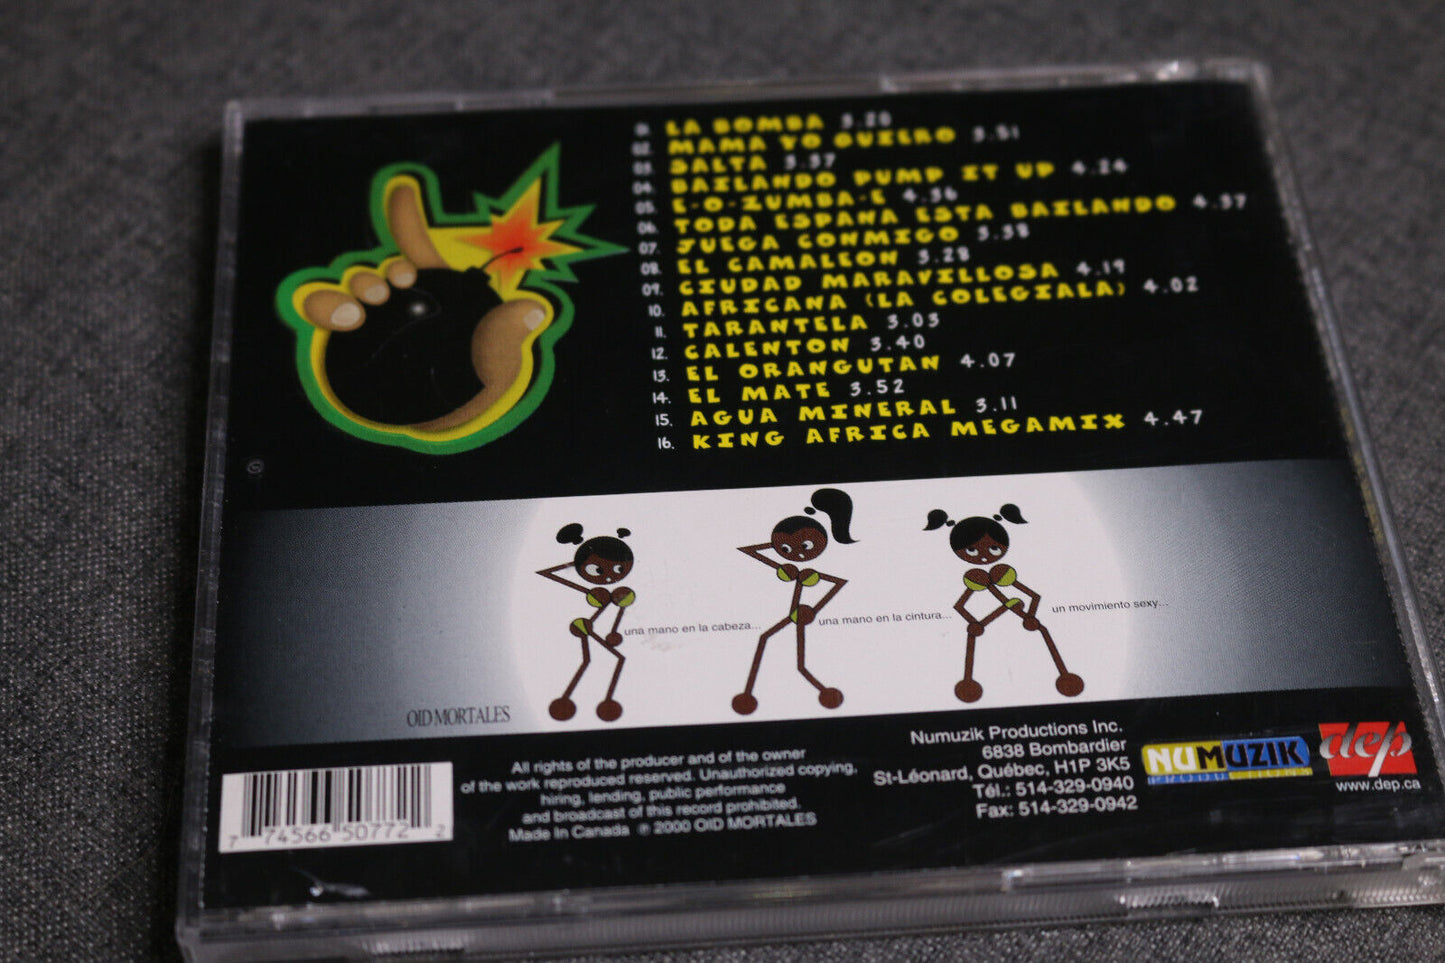 01. LA BOMBA 3.20
02. MAMA YO QUIERO 3.51
03. SALTA 3.37
04. BAILANDO PUMP IT UP 4.24
05. E-O-ZUMBA-E 4.36
06. TODA ESPANA ESTA BAILANDO 4.37
07. JUEGA CONMIGO 3.38
08. EL CAMALEON 3.28
09. CIUDAD MARAVILLOSA 4.19
10. AFRICANA (LA COLEGIALA) 4.02
11. TARANTELA 3.03
12. CALENTON 3.40
13. EL ORANGUTAN 4.07
14. EL MATE 3.52
15. AGUA MINERAL 3.11
16. KING AFRICA MEGAMIX 4.47
una mano en la cabeza...
una mano en la cintura...
un movimiento sexy...
OID MORTALES
7 74566 50772 2
All rights of the producer and of the owner
of the work reproduced reserved. Unauthorized copying,
hiring, lending, public performance
and broadcast of this record prohibited.
Made In Canada ℗ 2000 OID MORTALES
Numuzik Productions Inc.
6838 Bombardier
St-Léonard, Québec, H1P 3K5
Tél.: 514-329-0940
Fax: 514-329-0942
NUMUZIK
dep
www.dep.ca